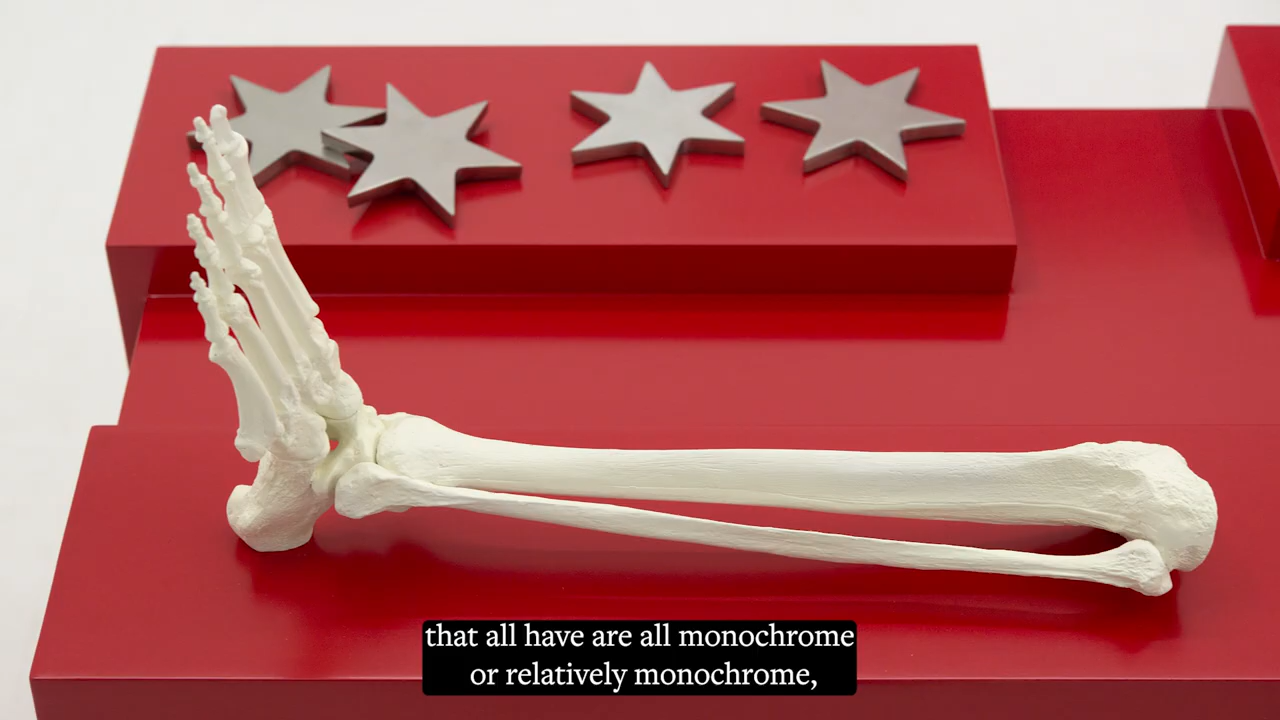 that all have are all monochrome
or relatively monochrome,